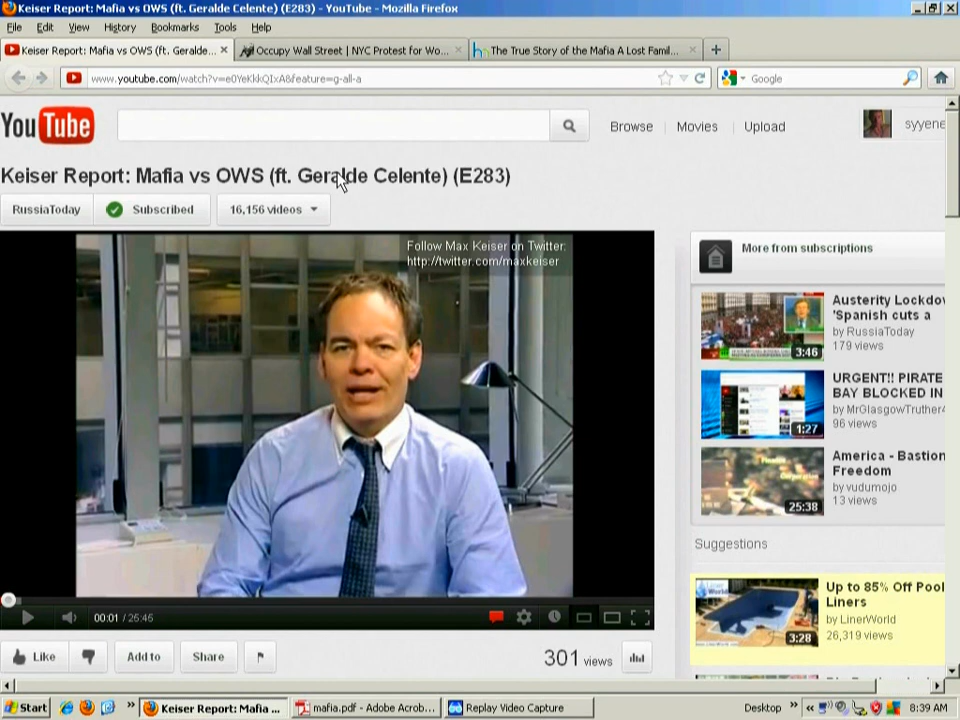 Keiser Report: Mafia vs OWS (ft. Geralde Celente) (E283) - YouTube - Mozilla Firefox
File Edit View History Bookmarks Tools Help
Keiser Report: Mafia vs OWS (ft. Geralde...
Occupy Wall Street | NYC Protest for Wo...
The True Story of the Mafia A Lost Famil...
www.youtube.com/watch?v=e0YeKkkQIxA&feature=g-all-a
Google
YouTube
Browse Movies Upload syyene
Keiser Report: Mafia vs OWS (ft. Geralde Celente) (E283)
RussiaToday Subscribed 16,156 videos
Follow Max Keiser on Twitter:
http://twitter.com/maxkeiser
00:01 / 25:46
Like Add to Share 301 views
More from subscriptions
Austerity Lockdov
'Spanish cuts a
by RussiaToday
179 views
3:46
URGENT!! PIRATE
BAY BLOCKED IN
by MrGlasgowTruther4
96 views
1:27
America - Bastion
Freedom
by vudumojo
13 views
25:38
Suggestions
Up to 85% Off Pool
Liners
by LinerWorld
26,319 views
3:28
Start
Keiser Report: Mafia ...
mafia.pdf - Adobe Acrob...
Replay Video Capture
Desktop
8:39 AM